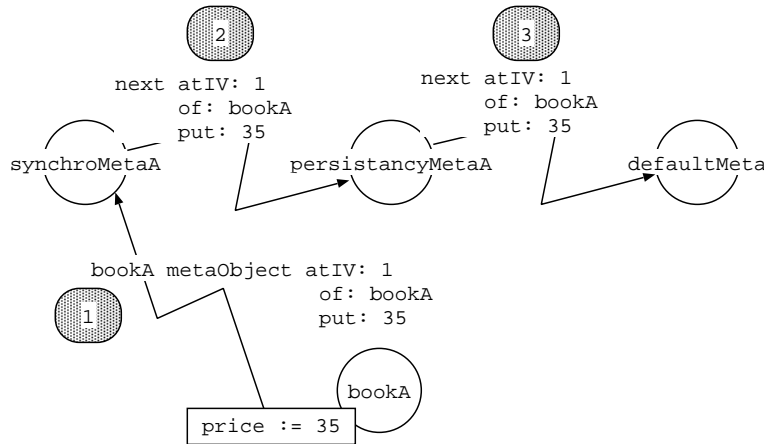 2
3
next atIV: 1
of: bookA
put: 35
next atIV: 1
of: bookA
put: 35
synchroMetaA
persistancyMetaA
defaultMeta
bookA metaObject atIV: 1
of: bookA
put: 35
1
bookA
price := 35